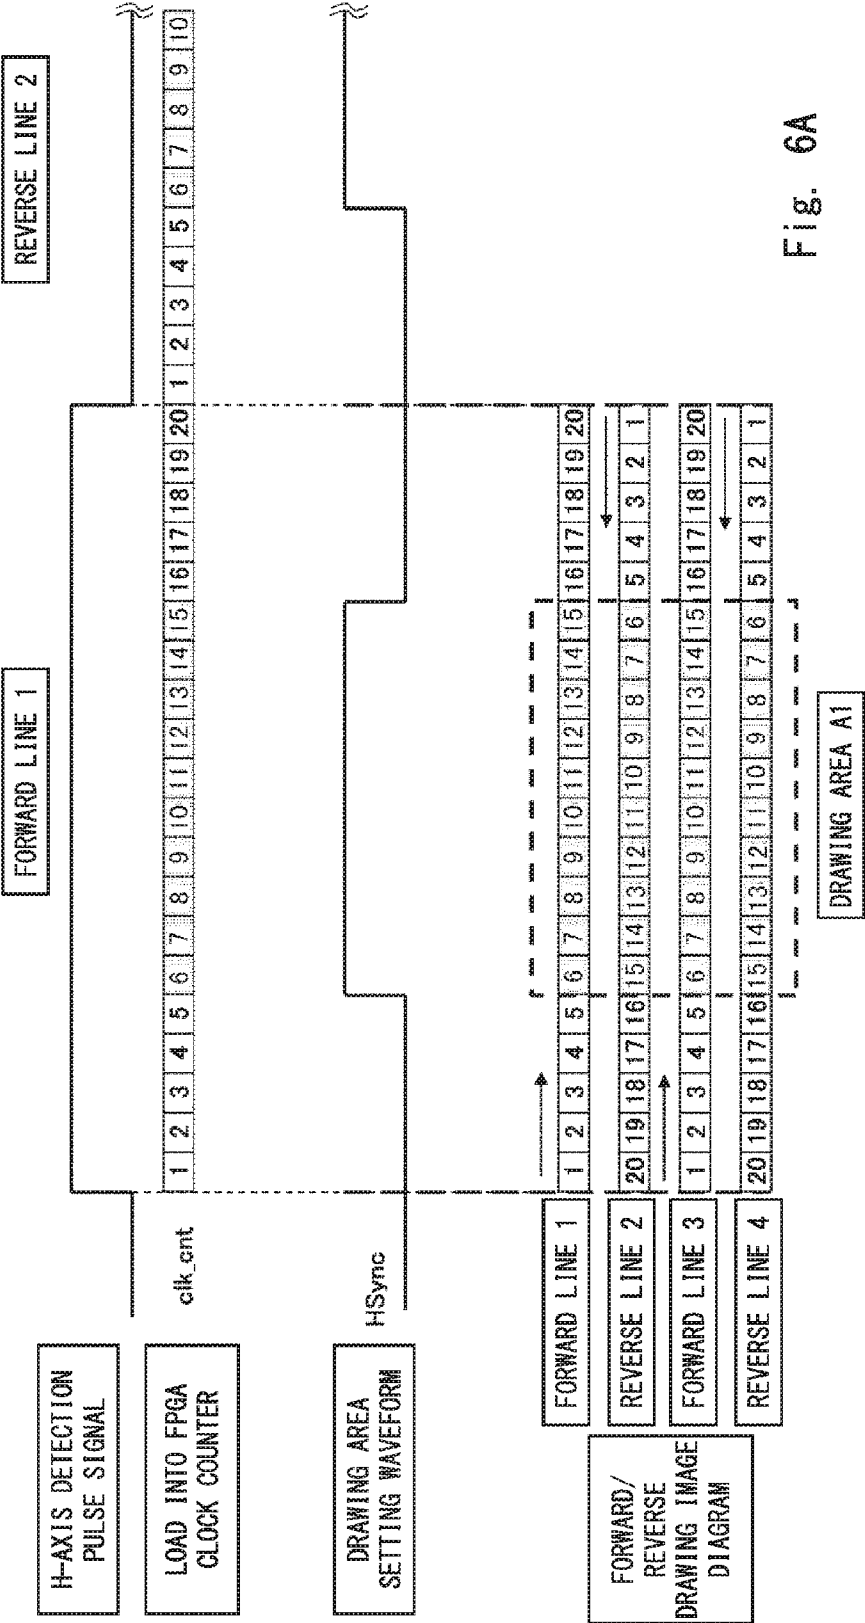 FORWARD LINE 1
REVERSE LINE 2
H-AXIS DETECTION
PULSE SIGNAL
LOAD INTO FPGA
CLOCK COUNTER
clk_cnt
1 2 3 4 5 6 7 8 9 10 11 12 13 14 15 16 17 18 19 20 1 2 3 4 5 6 7 8 9 10
DRAWING AREA
SETTING WAVEFORM
HSync
FORWARD/
REVERSE
DRAWING IMAGE
DIAGRAM
FORWARD LINE 1
1 2 3 4 5 6 7 8 9 10 11 12 13 14 15 16 17 18 19 20
REVERSE LINE 2
20 19 18 17 16 15 14 13 12 11 10 9 8 7 6 5 4 3 2 1
FORWARD LINE 3
1 2 3 4 5 6 7 8 9 10 11 12 13 14 15 16 17 18 19 20
REVERSE LINE 4
20 19 18 17 16 15 14 13 12 11 10 9 8 7 6 5 4 3 2 1
DRAWING AREA A1
Fig. 6A